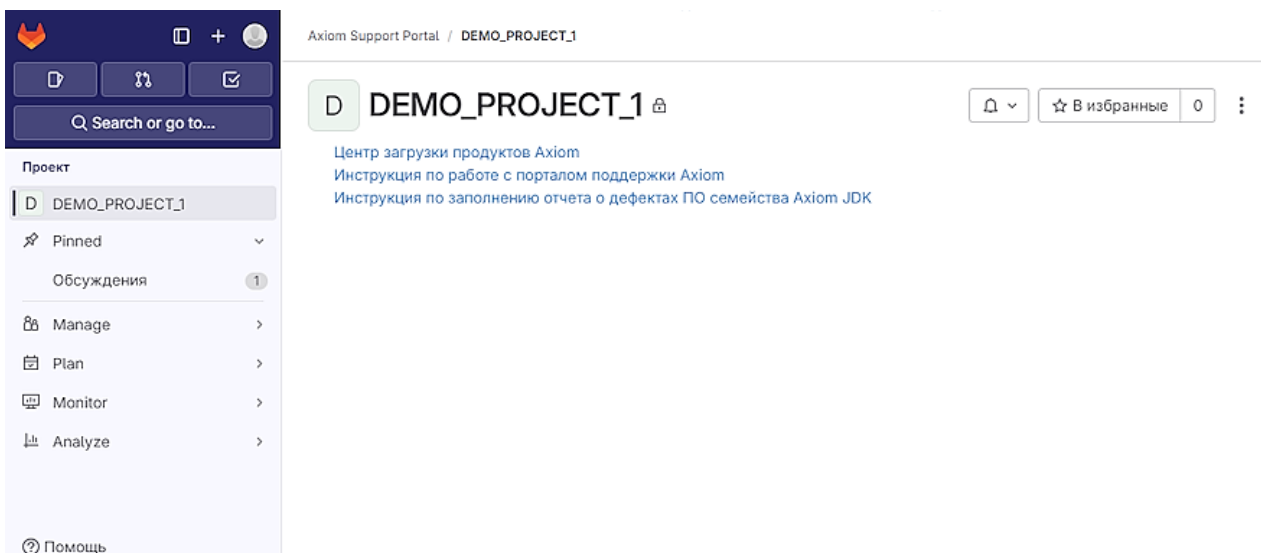 Search or go to...
Проект
D DEMO_PROJECT_1
Pinned
Обсуждения 1
Manage
Plan
Monitor
Analyze
Помощь
Axiom Support Portal / DEMO_PROJECT_1
D DEMO_PROJECT_1
В избранные 0
Центр загрузки продуктов Axiom
Инструкция по работе с порталом поддержки Axiom
Инструкция по заполнению отчета о дефектах ПО семейства Axiom JDK